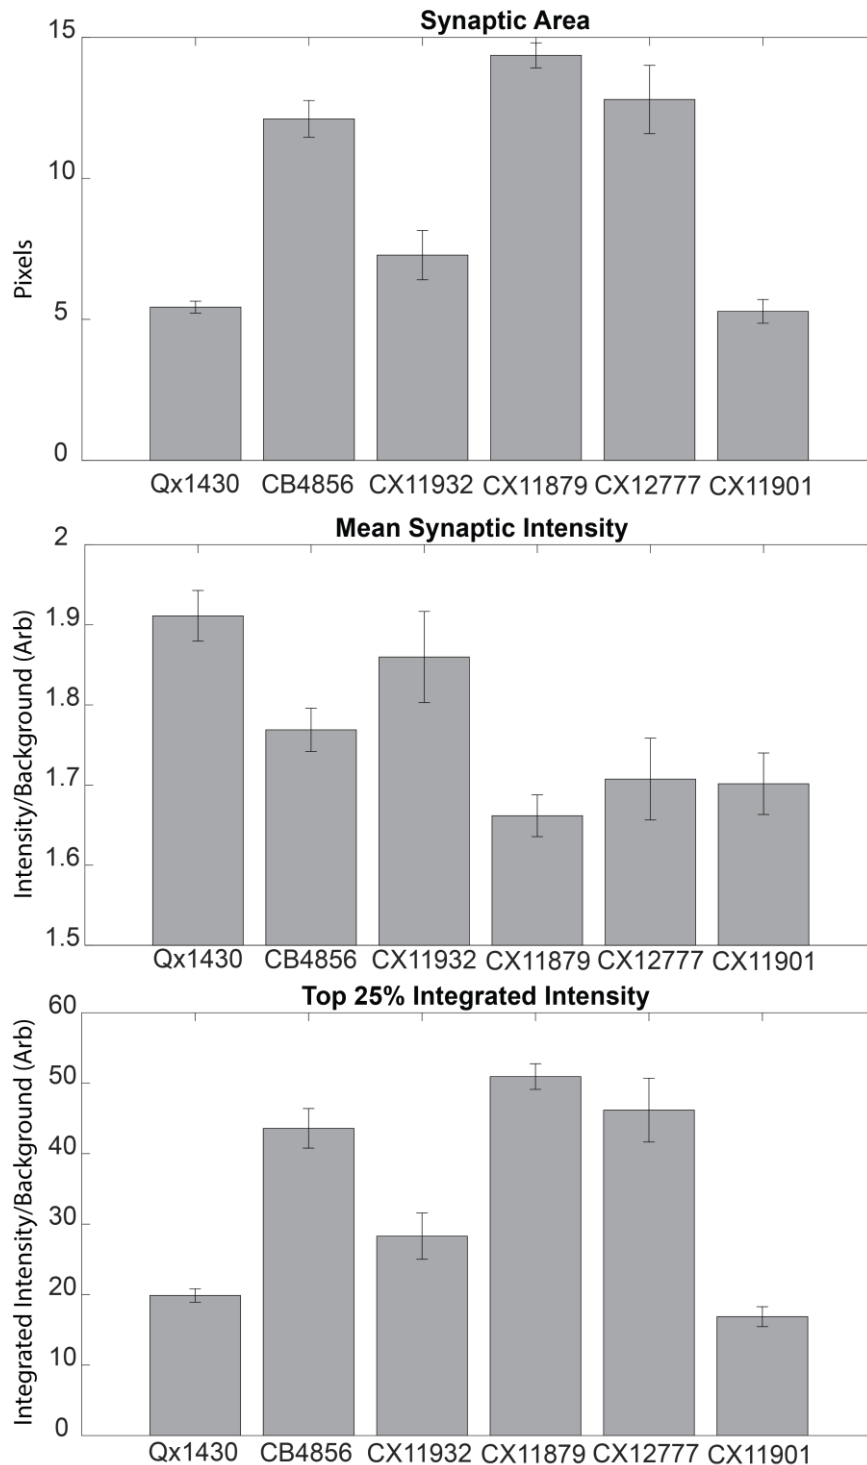 Synaptic Area
15
10
5
0
Pixels
Qx1430 CB4856 CX11932 CX11879 CX12777 CX11901
Mean Synaptic Intensity
2
1.9
1.8
1.7
1.6
1.5
Intensity/Background (Arb)
Qx1430 CB4856 CX11932 CX11879 CX12777 CX11901
Top 25% Integrated Intensity
60
50
40
30
20
10
0
Integrated Intensity/Background (Arb)
Qx1430 CB4856 CX11932 CX11879 CX12777 CX11901